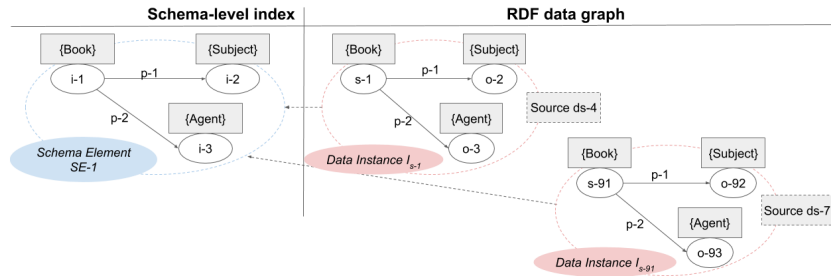 Schema-level index
RDF data graph
{Book}
{Subject}
{Book}
{Subject}
i-1
p-1
i-2
s-1
p-1
o-2
p-2
{Agent}
p-2
{Agent}
Source ds-4
i-3
o-3
Schema Element
SE-1
Data Instance I s-1
{Book}
{Subject}
s-91
p-1
o-92
p-2
{Agent}
Source ds-7
o-93
Data Instance I s-91